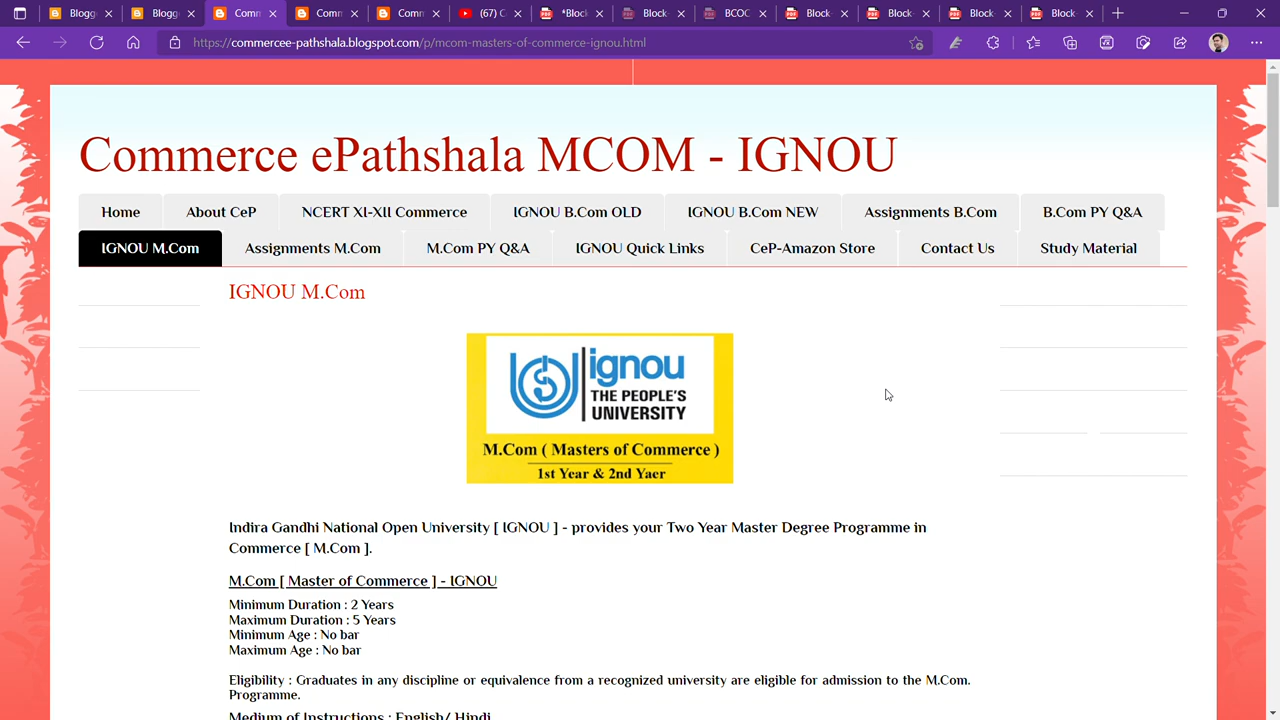 Blogg
Blogg
Comm
Comm
Comm
(67) C
*Block
Block
BCOC
Block
Block
Block
Block
https://commercee-pathshala.blogspot.com/p/mcom-masters-of-commerce-ignou.html
Commerce ePathshala MCOM - IGNOU
Home
About CeP
NCERT XI-XII Commerce
IGNOU B.Com OLD
IGNOU B.Com NEW
Assignments B.Com
B.Com PY Q&A
IGNOU M.Com
Assignments M.Com
M.Com PY Q&A
IGNOU Quick Links
CeP-Amazon Store
Contact Us
Study Material
IGNOU M.Com
ignou
THE PEOPLE'S
UNIVERSITY
M.Com ( Masters of Commerce )
1st Year & 2nd Yaer
Indira Gandhi National Open University [ IGNOU ] - provides your Two Year Master Degree Programme in
Commerce [ M.Com ].
M.Com [ Master of Commerce ] - IGNOU
Minimum Duration : 2 Years
Maximum Duration : 5 Years
Minimum Age : No bar
Maximum Age : No bar
Eligibility : Graduates in any discipline or equivalence from a recognized university are eligible for admission to the M.Com.
Programme.
Medium of Instructions : English/ Hindi